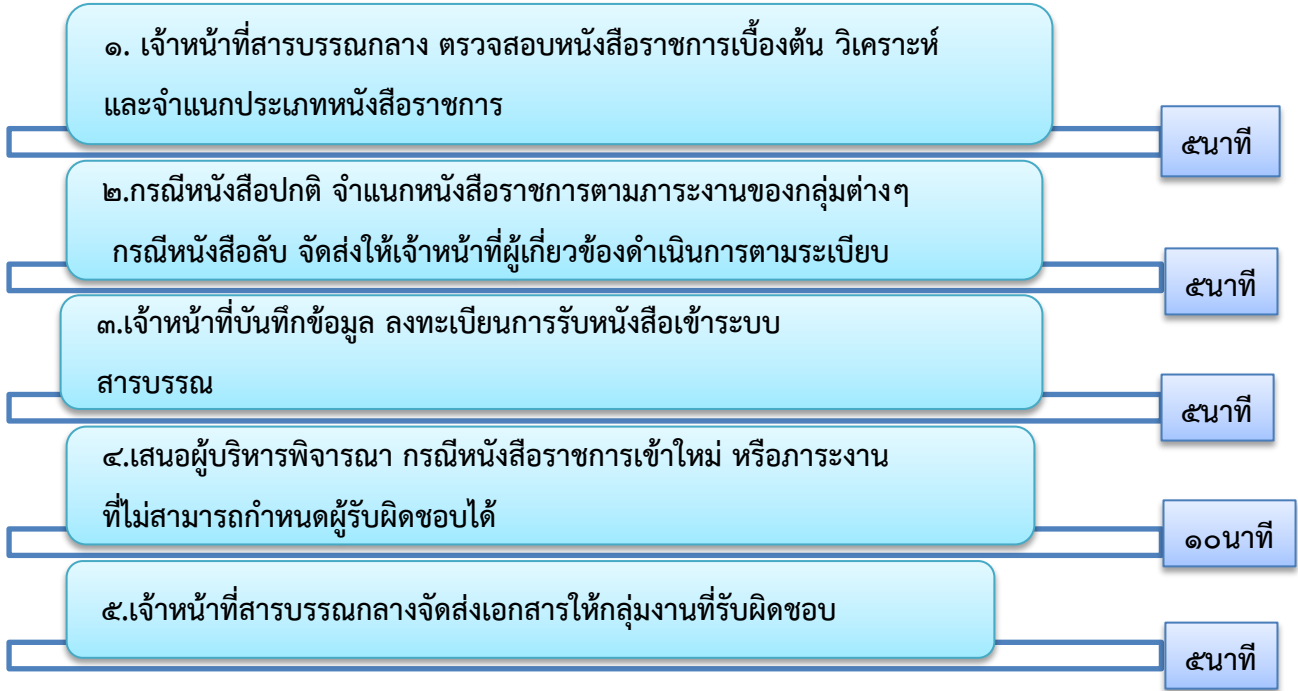 ๑. เจ้าหน้าที่สารบรรณกลาง ตรวจสอบหนังสือราชการเบื้องต้น วิเคราะห์
และจำแนกประเภทหนังสือราชการ
๕นาที
๒.กรณีหนังสือปกติ จำแนกหนังสือราชการตามภาระงานของกลุ่มต่างๆ
กรณีหนังสือลับ จัดส่งให้เจ้าหน้าที่ผู้เกี่ยวข้องดำเนินการตามระเบียบ
๕นาที
๓.เจ้าหน้าที่บันทึกข้อมูล ลงทะเบียนการรับหนังสือเข้าระบบ
สารบรรณ
๕นาที
๔.เสนอผู้บริหารพิจารณา กรณีหนังสือราชการเข้าใหม่ หรือภาระงาน
ที่ไม่สามารถกำหนดผู้รับผิดชอบได้
๑๐นาที
๕.เจ้าหน้าที่สารบรรณกลางจัดส่งเอกสารให้กลุ่มงานที่รับผิดชอบ
๕นาที